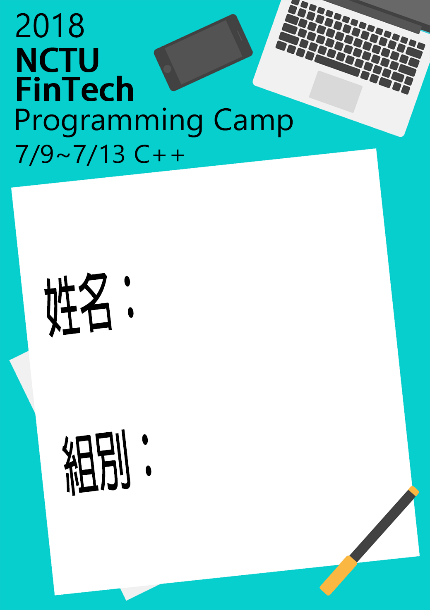 2018
NCTU
FinTech
Programming Camp
7/9~7/13 C++
姓名：
組別：